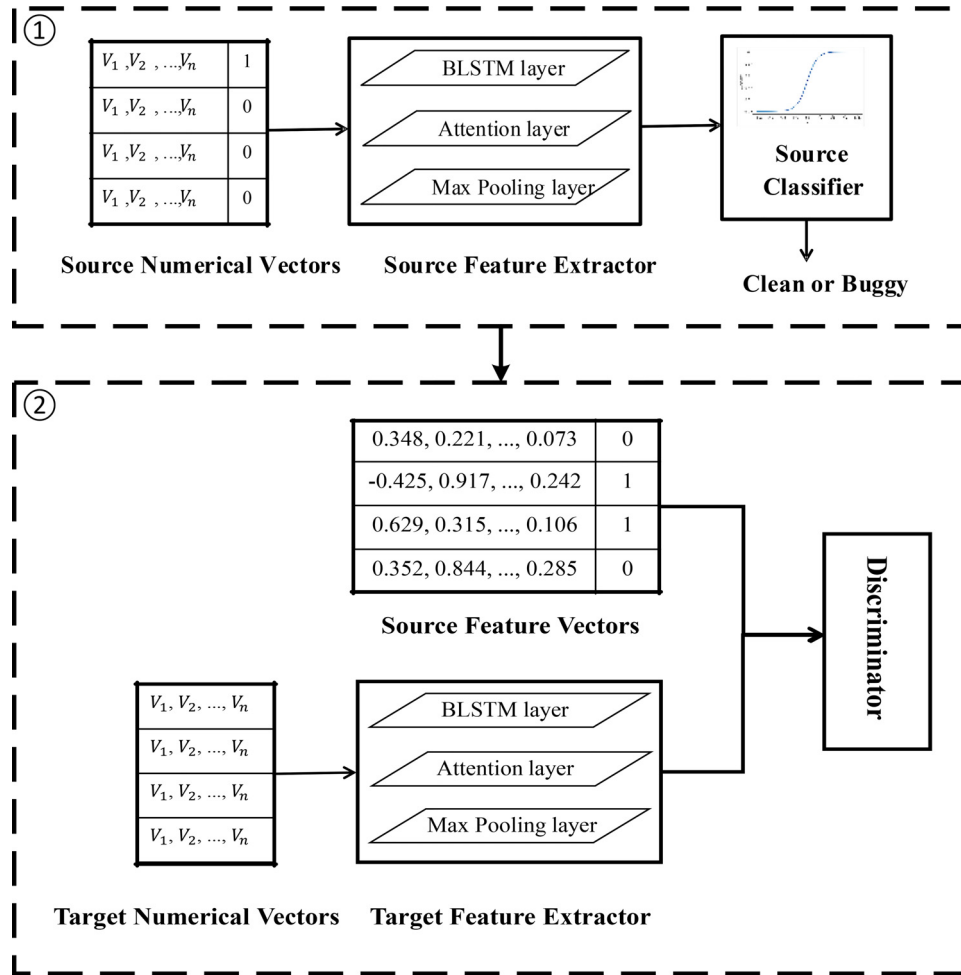 ①
V₁ ,V₂ , ...,Vₙ 1
V₁ ,V₂ , ...,Vₙ 0
V₁ ,V₂ , ...,Vₙ 0
V₁ ,V₂ , ...,Vₙ 0
Source Numerical Vectors
BLSTM layer
Attention layer
Max Pooling layer
Source Feature Extractor
Source
Classifier
Clean or Buggy
②
0.348, 0.221, ..., 0.073 0
-0.425, 0.917, ..., 0.242 1
0.629, 0.315, ..., 0.106 1
0.352, 0.844, ..., 0.285 0
Source Feature Vectors
V₁, V₂, ..., Vₙ
V₁, V₂, ..., Vₙ
V₁, V₂, ..., Vₙ
V₁, V₂, ..., Vₙ
Target Numerical Vectors
BLSTM layer
Attention layer
Max Pooling layer
Target Feature Extractor
Discriminator